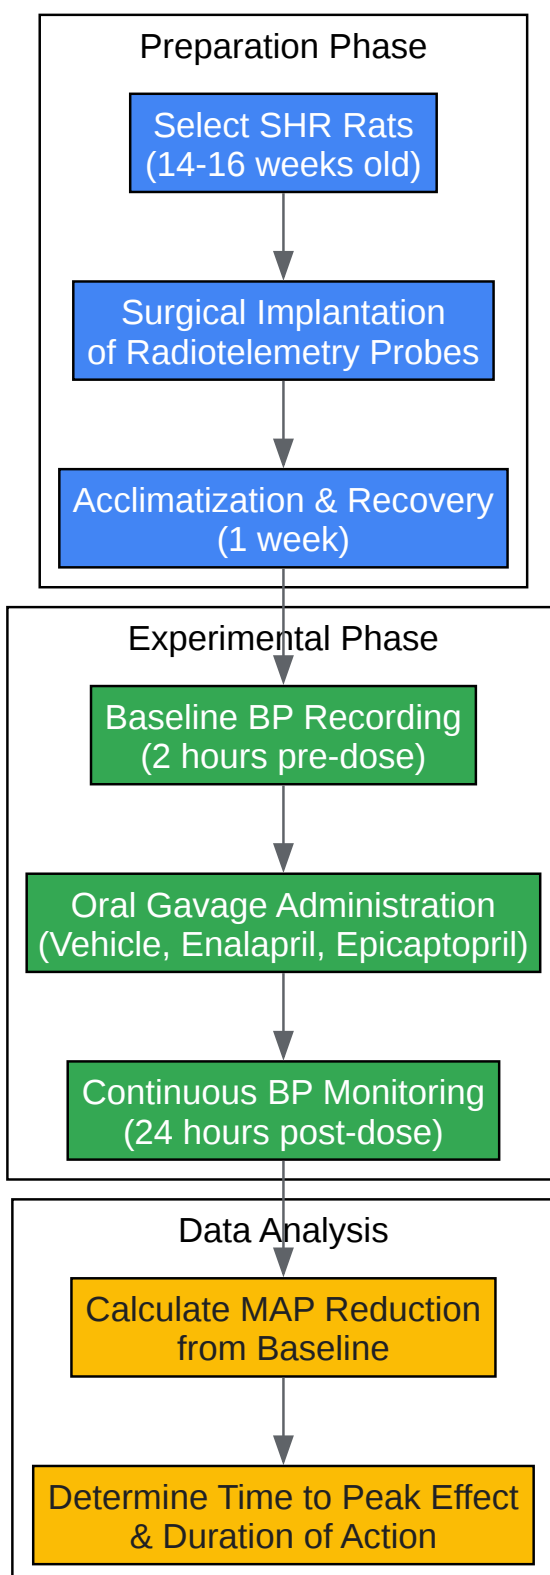 Preparation Phase
Select SHR Rats
(14-16 weeks old)
Surgical Implantation
of Radiotelemetry Probes
Acclimatization & Recovery
(1 week)
Experimental Phase
Baseline BP Recording
(2 hours pre-dose)
Oral Gavage Administration
(Vehicle, Enalapril, Epicaptopril)
Continuous BP Monitoring
(24 hours post-dose)
Data Analysis
Calculate MAP Reduction
from Baseline
Determine Time to Peak Effect
& Duration of Action